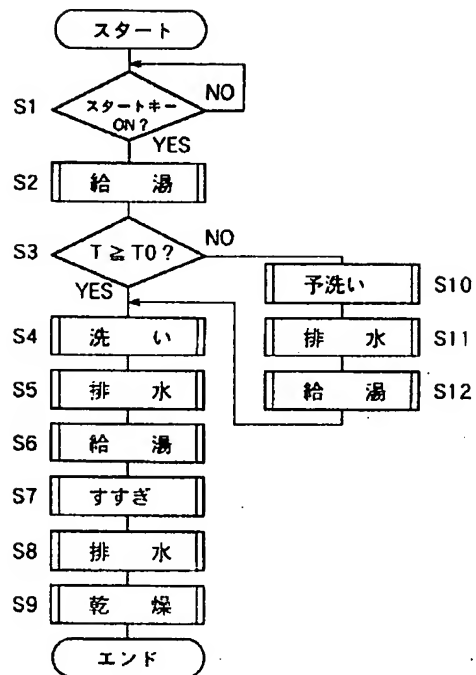 スタート
S1
スタートキー
ON?
NO
YES
S2
給湯
S3
T≧T0?
NO
YES
S10
予洗い
S11
排水
S12
給湯
S4
洗い
S5
排水
S6
給湯
S7
すすぎ
S8
排水
S9
乾燥
エンド